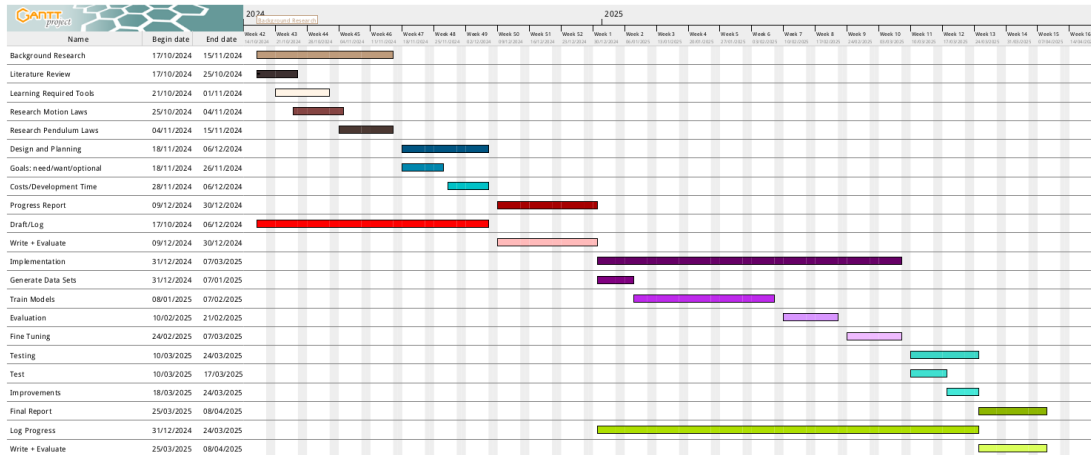 GANTT project
2024 2025
Background Research
Week 42 Week 43 Week 44 Week 45 Week 46 Week 47 Week 48 Week 49 Week 50 Week 51 Week 52 Week 1 Week 2 Week 3 Week 4 Week 5 Week 6 Week 7 Week 8 Week 9 Week 10 Week 11 Week 12 Week 13 Week 14 Week 15 Week 16
Name Begin date End date
Background Research 17/10/2024 15/11/2024
Literature Review 17/10/2024 25/10/2024
Learning Required Tools 21/10/2024 01/11/2024
Research Motion Laws 25/10/2024 04/11/2024
Research Pendulum Laws 04/11/2024 15/11/2024
Design and Planning 18/11/2024 06/12/2024
Goals: need/want/optional 18/11/2024 26/11/2024
Costs/Development Time 28/11/2024 06/12/2024
Progress Report 09/12/2024 30/12/2024
Draft/Log 17/10/2024 06/12/2024
Write + Evaluate 09/12/2024 30/12/2024
Implementation 31/12/2024 07/03/2025
Generate Data Sets 31/12/2024 07/01/2025
Train Models 08/01/2025 07/02/2025
Evaluation 10/02/2025 21/02/2025
Fine Tuning 24/02/2025 07/03/2025
Testing 10/03/2025 24/03/2025
Test 10/03/2025 17/03/2025
Improvements 18/03/2025 24/03/2025
Final Report 25/03/2025 08/04/2025
Log Progress 31/12/2024 24/03/2025
Write + Evaluate 25/03/2025 08/04/2025